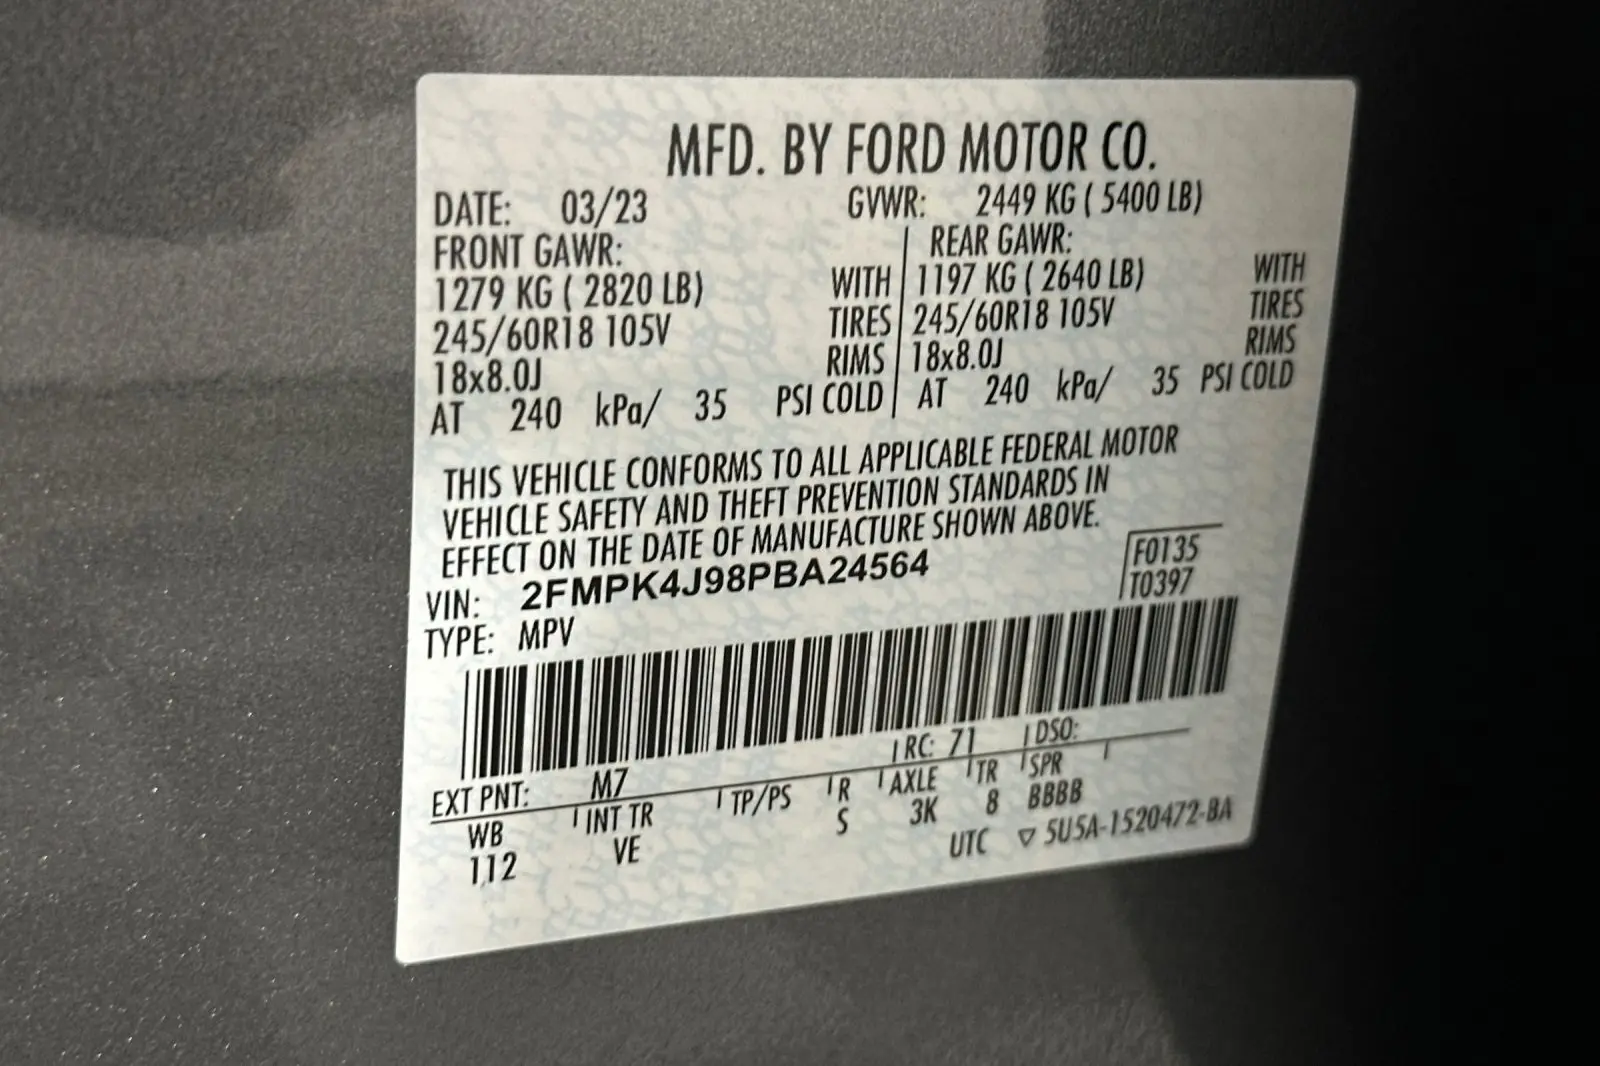 MFD. BY FORD MOTOR CO.
DATE: 03/23 GVWR: 2449 KG ( 5400 LB)
FRONT GAWR: REAR GAWR:
1279 KG ( 2820 LB) WITH 1197 KG ( 2640 LB) WITH
245/60R18 105V TIRES 245/60R18 105V TIRES
18x8.0J RIMS 18x8.0J RIMS
AT 240 kPa/ 35 PSI COLD AT 240 kPa/ 35 PSI COLD
THIS VEHICLE CONFORMS TO ALL APPLICABLE FEDERAL MOTOR
VEHICLE SAFETY AND THEFT PREVENTION STANDARDS IN
EFFECT ON THE DATE OF MANUFACTURE SHOWN ABOVE.
VIN: 2FMPK4J98PBA24564 F0135
TYPE: MPV T0397
EXT PNT: M7 RC: 71 DSO:
WB INT TR TP/PS R AXLE TR SPR
112 VE S 3K 8 BBBB
UTC ▽ 5U5A-1520472-BA